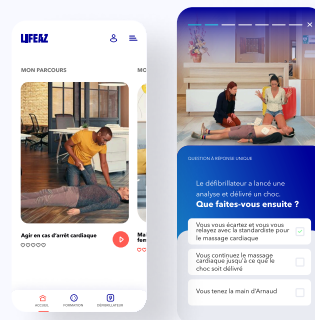 LIFEAZ
MON PARCOURS
MC
Agir en cas d'arrêt cardiaque
ACCUEIL
FORMATION
DÉFIBRILLATEUR
QUESTION À RÉPONSE UNIQUE
Le défibrillateur a lancé une
analyse et délivré un choc.
Que faites-vous ensuite ?
Vous vous écartez et vous vous
relayez avec la standardiste pour
le massage cardiaque
Vous continuez le massage
cardiaque jusqu'à ce que le
choc soit délivré
Vous tenez la main d'Arnaud